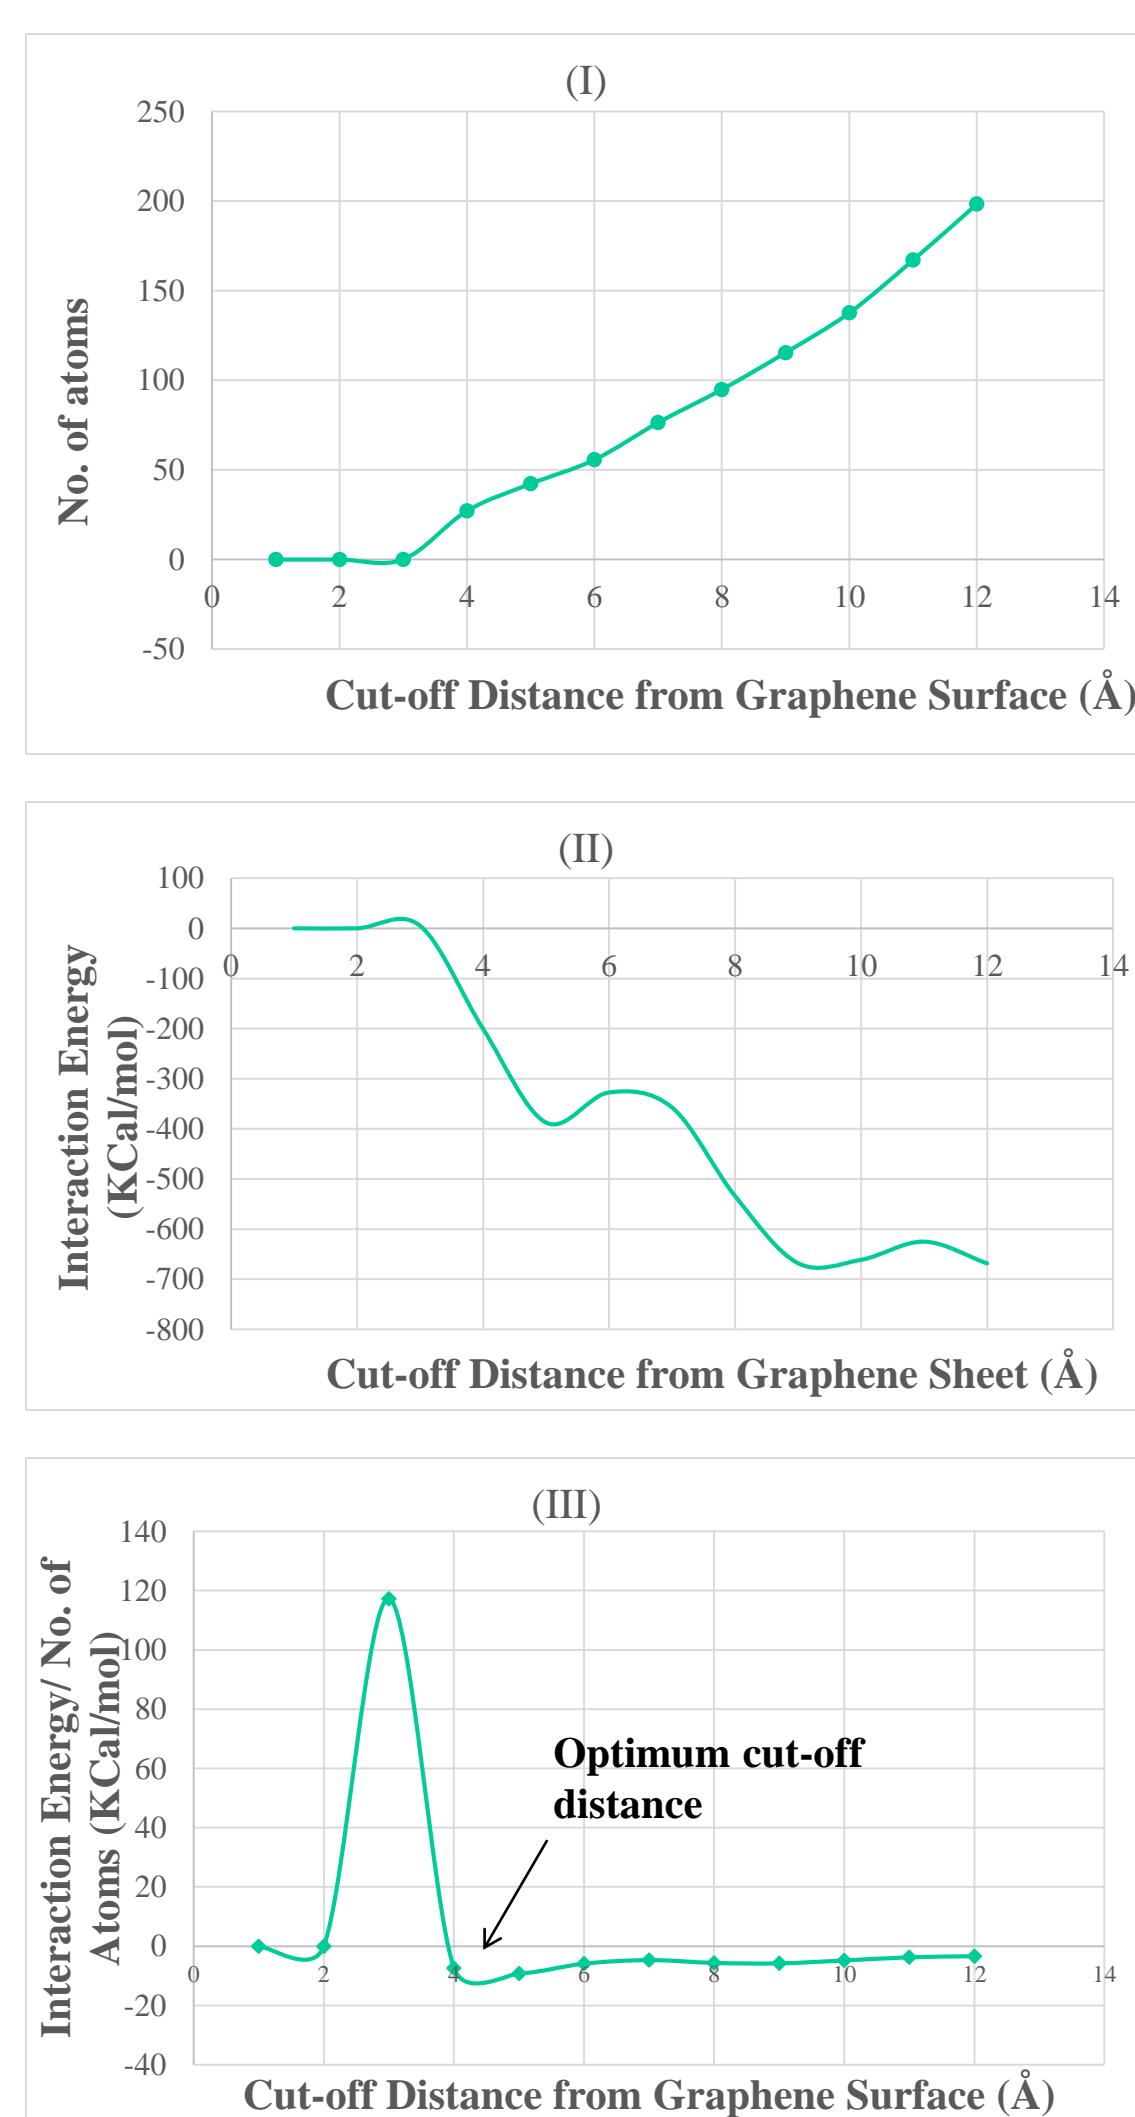 (I)
250
200
150
100
50
0
-50
0 2 4 6 8 10 12 14
No. of atoms
Cut-off Distance from Graphene Surface (Å)
(II)
100
0
-100
-200
-300
-400
-500
-600
-700
-800
0 2 4 6 8 10 12 14
Interaction Energy
(KCal/mol)
Cut-off Distance from Graphene Sheet (Å)
(III)
140
120
100
80
60
40
20
0
-20
-40
0 2 4 6 8 10 12 14
Interaction Energy/ No. of
Atoms (KCal/mol)
Optimum cut-off
distance
Cut-off Distance from Graphene Surface (Å)